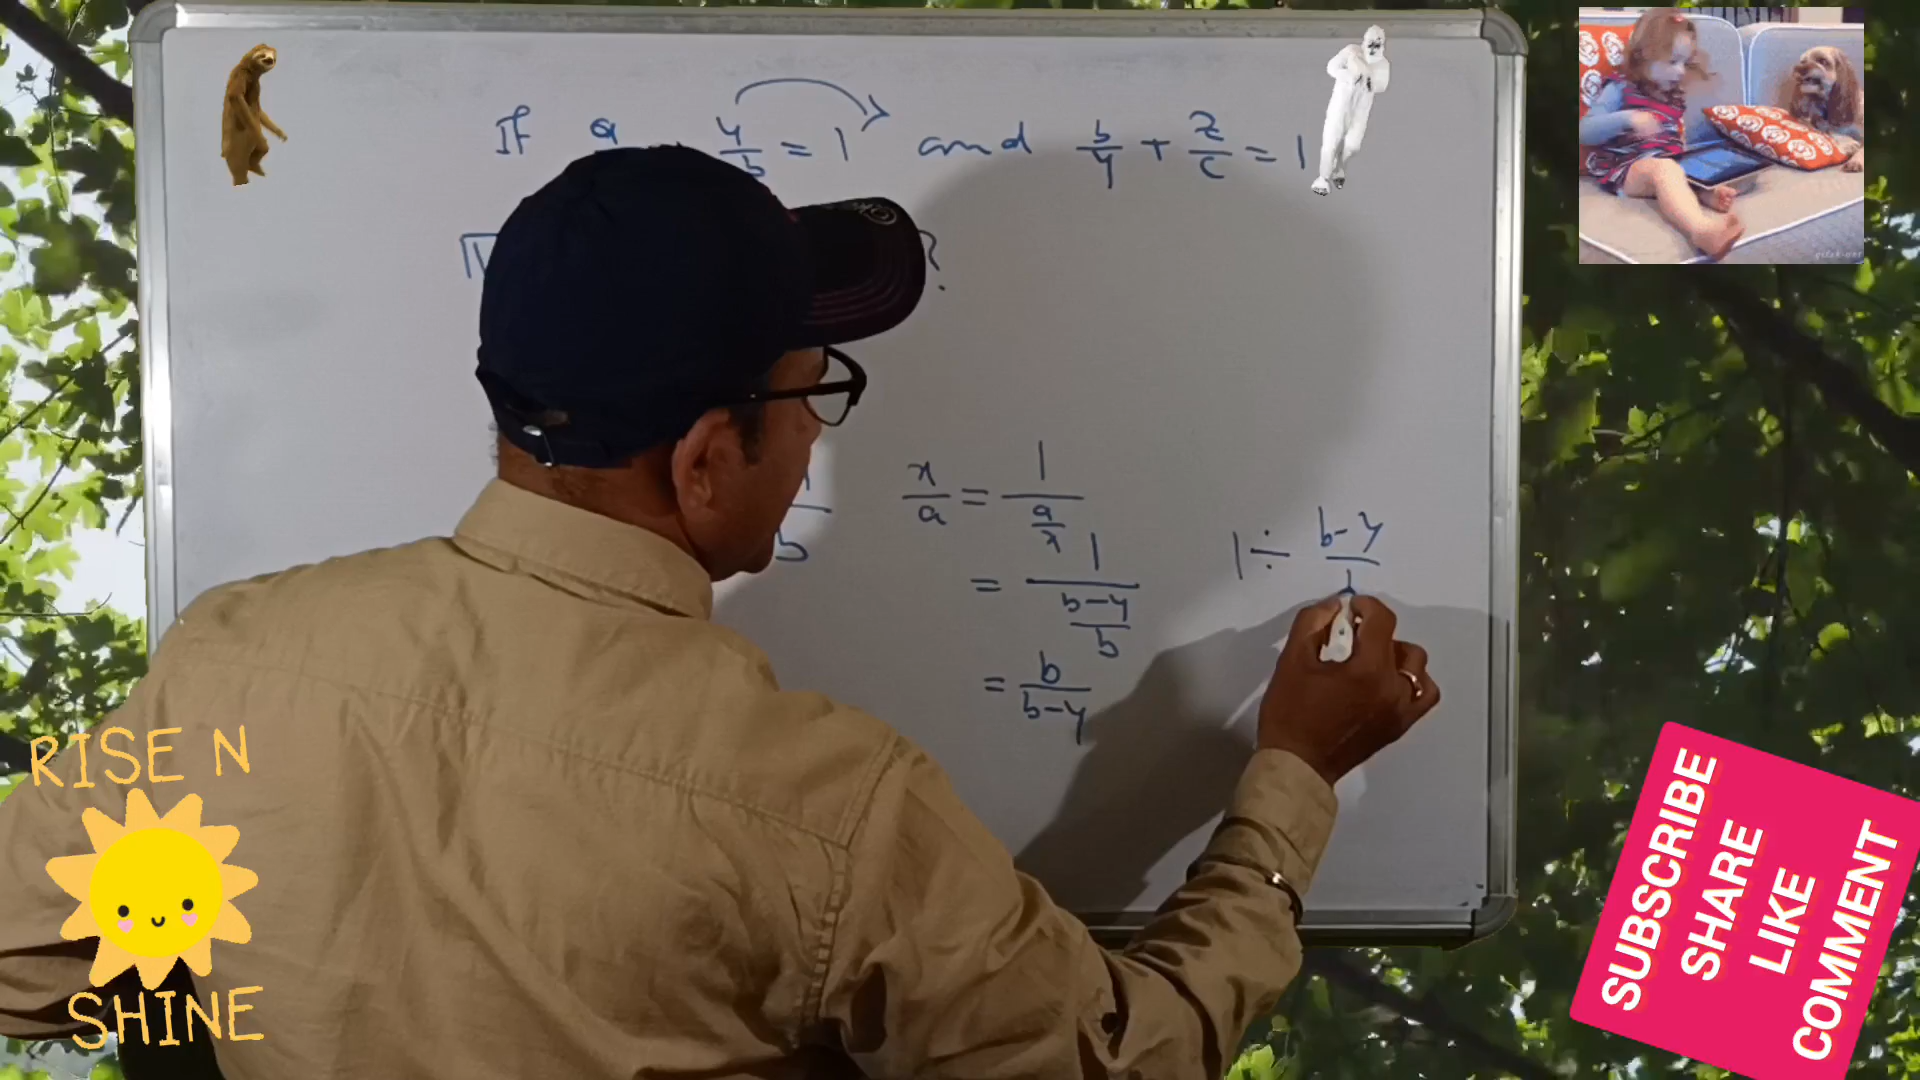 If a y/b = 1 and b/y + z/c = 1
?
b
x/a = 1/(a/x)
= 1/((b-y)/b)
= b/(b-y)
1 ÷ (b-y)/
RISE N
SHINE
SUBSCRIBE
SHARE
LIKE
COMMENT